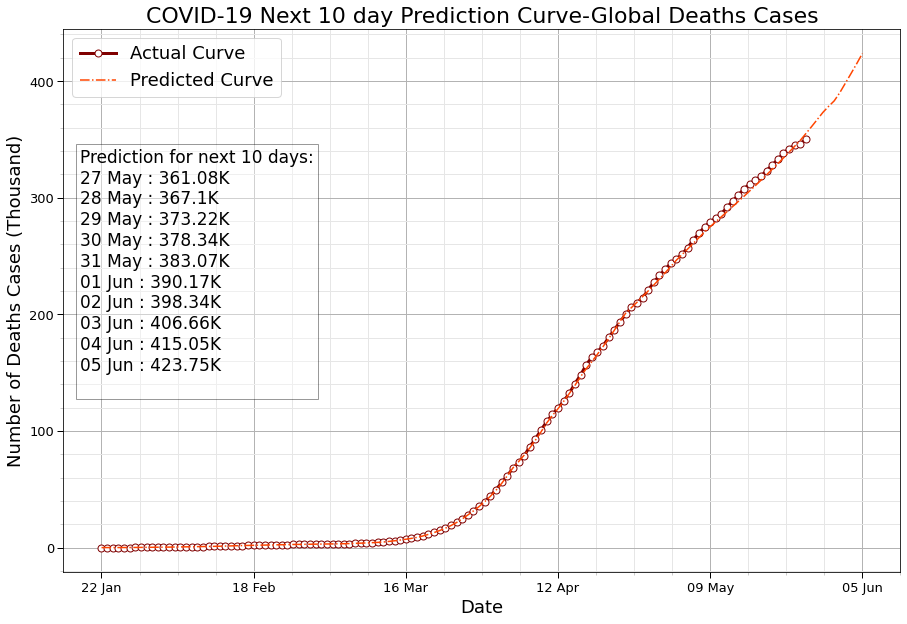 COVID-19 Next 10 day Prediction Curve-Global Deaths Cases
Actual Curve
Predicted Curve
Prediction for next 10 days:
27 May : 361.08K
28 May : 367.1K
29 May : 373.22K
30 May : 378.34K
31 May : 383.07K
01 Jun : 390.17K
02 Jun : 398.34K
03 Jun : 406.66K
04 Jun : 415.05K
05 Jun : 423.75K
Number of Deaths Cases (Thousand)
400
300
200
100
0
22 Jan
18 Feb
16 Mar
12 Apr
09 May
05 Jun
Date